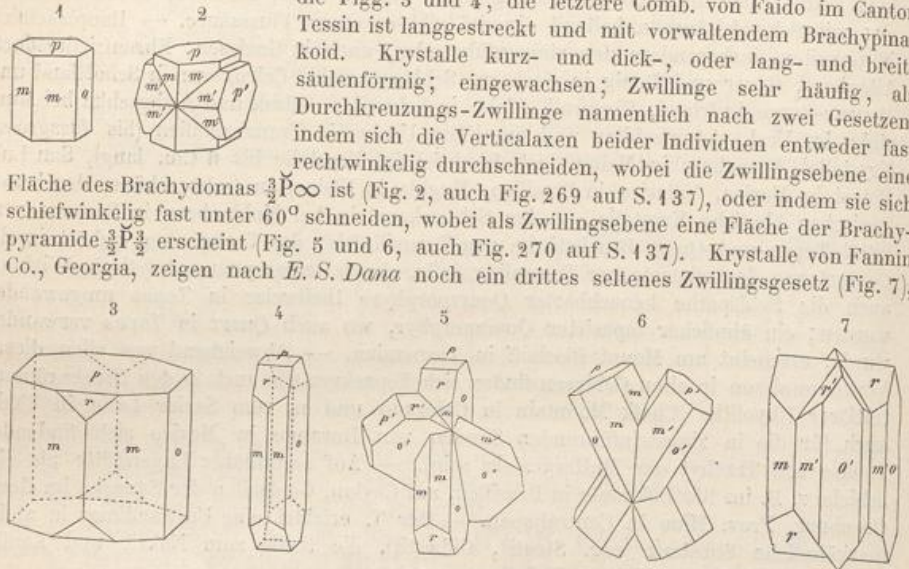 1
2
die Figg. 3 und 4, die letztere Comb. von Faido im Canton
Tessin ist langgestreckt und mit vorwaltendem Brachypina-
koid. Krystalle kurz- und dick-, oder lang- und breit-
säulenförmig; eingewachsen; Zwillinge sehr häufig, als
Durchkreuzungs-Zwillinge namentlich nach zwei Gesetzen,
indem sich die Verticalaxen beider Individuen entweder fast
rechtwinkelig durchschneiden, wobei die Zwillingsebene eine
Fläche des Brachydomas 3/2P̆∞ ist (Fig. 2, auch Fig. 269 auf S. 137), oder indem sie sich
schiefwinkelig fast unter 60° schneiden, wobei als Zwillingsebene eine Fläche der Brachy-
pyramide 3/2P̆3/2 erscheint (Fig. 5 und 6, auch Fig. 270 auf S. 137). Krystalle von Fannin
Co., Georgia, zeigen nach E. S. Dana noch ein drittes seltenes Zwillingsgesetz (Fig. 7),
3
4
5
6
7